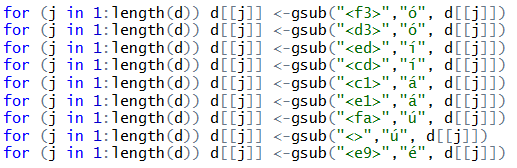 for (j in 1:length(d)) d[[j]] <-gsub("<f3>","ó", d[[j]])
for (j in 1:length(d)) d[[j]] <-gsub("<d3>","ó", d[[j]])
for (j in 1:length(d)) d[[j]] <-gsub("<ed>","í", d[[j]])
for (j in 1:length(d)) d[[j]] <-gsub("<cd>","í", d[[j]])
for (j in 1:length(d)) d[[j]] <-gsub("<c1>","á", d[[j]])
for (j in 1:length(d)) d[[j]] <-gsub("<e1>","á", d[[j]])
for (j in 1:length(d)) d[[j]] <-gsub("<fa>","ú", d[[j]])
for (j in 1:length(d)) d[[j]] <-gsub("<>","ú", d[[j]])
for (j in 1:length(d)) d[[j]] <-gsub("<e9>","é", d[[j]])